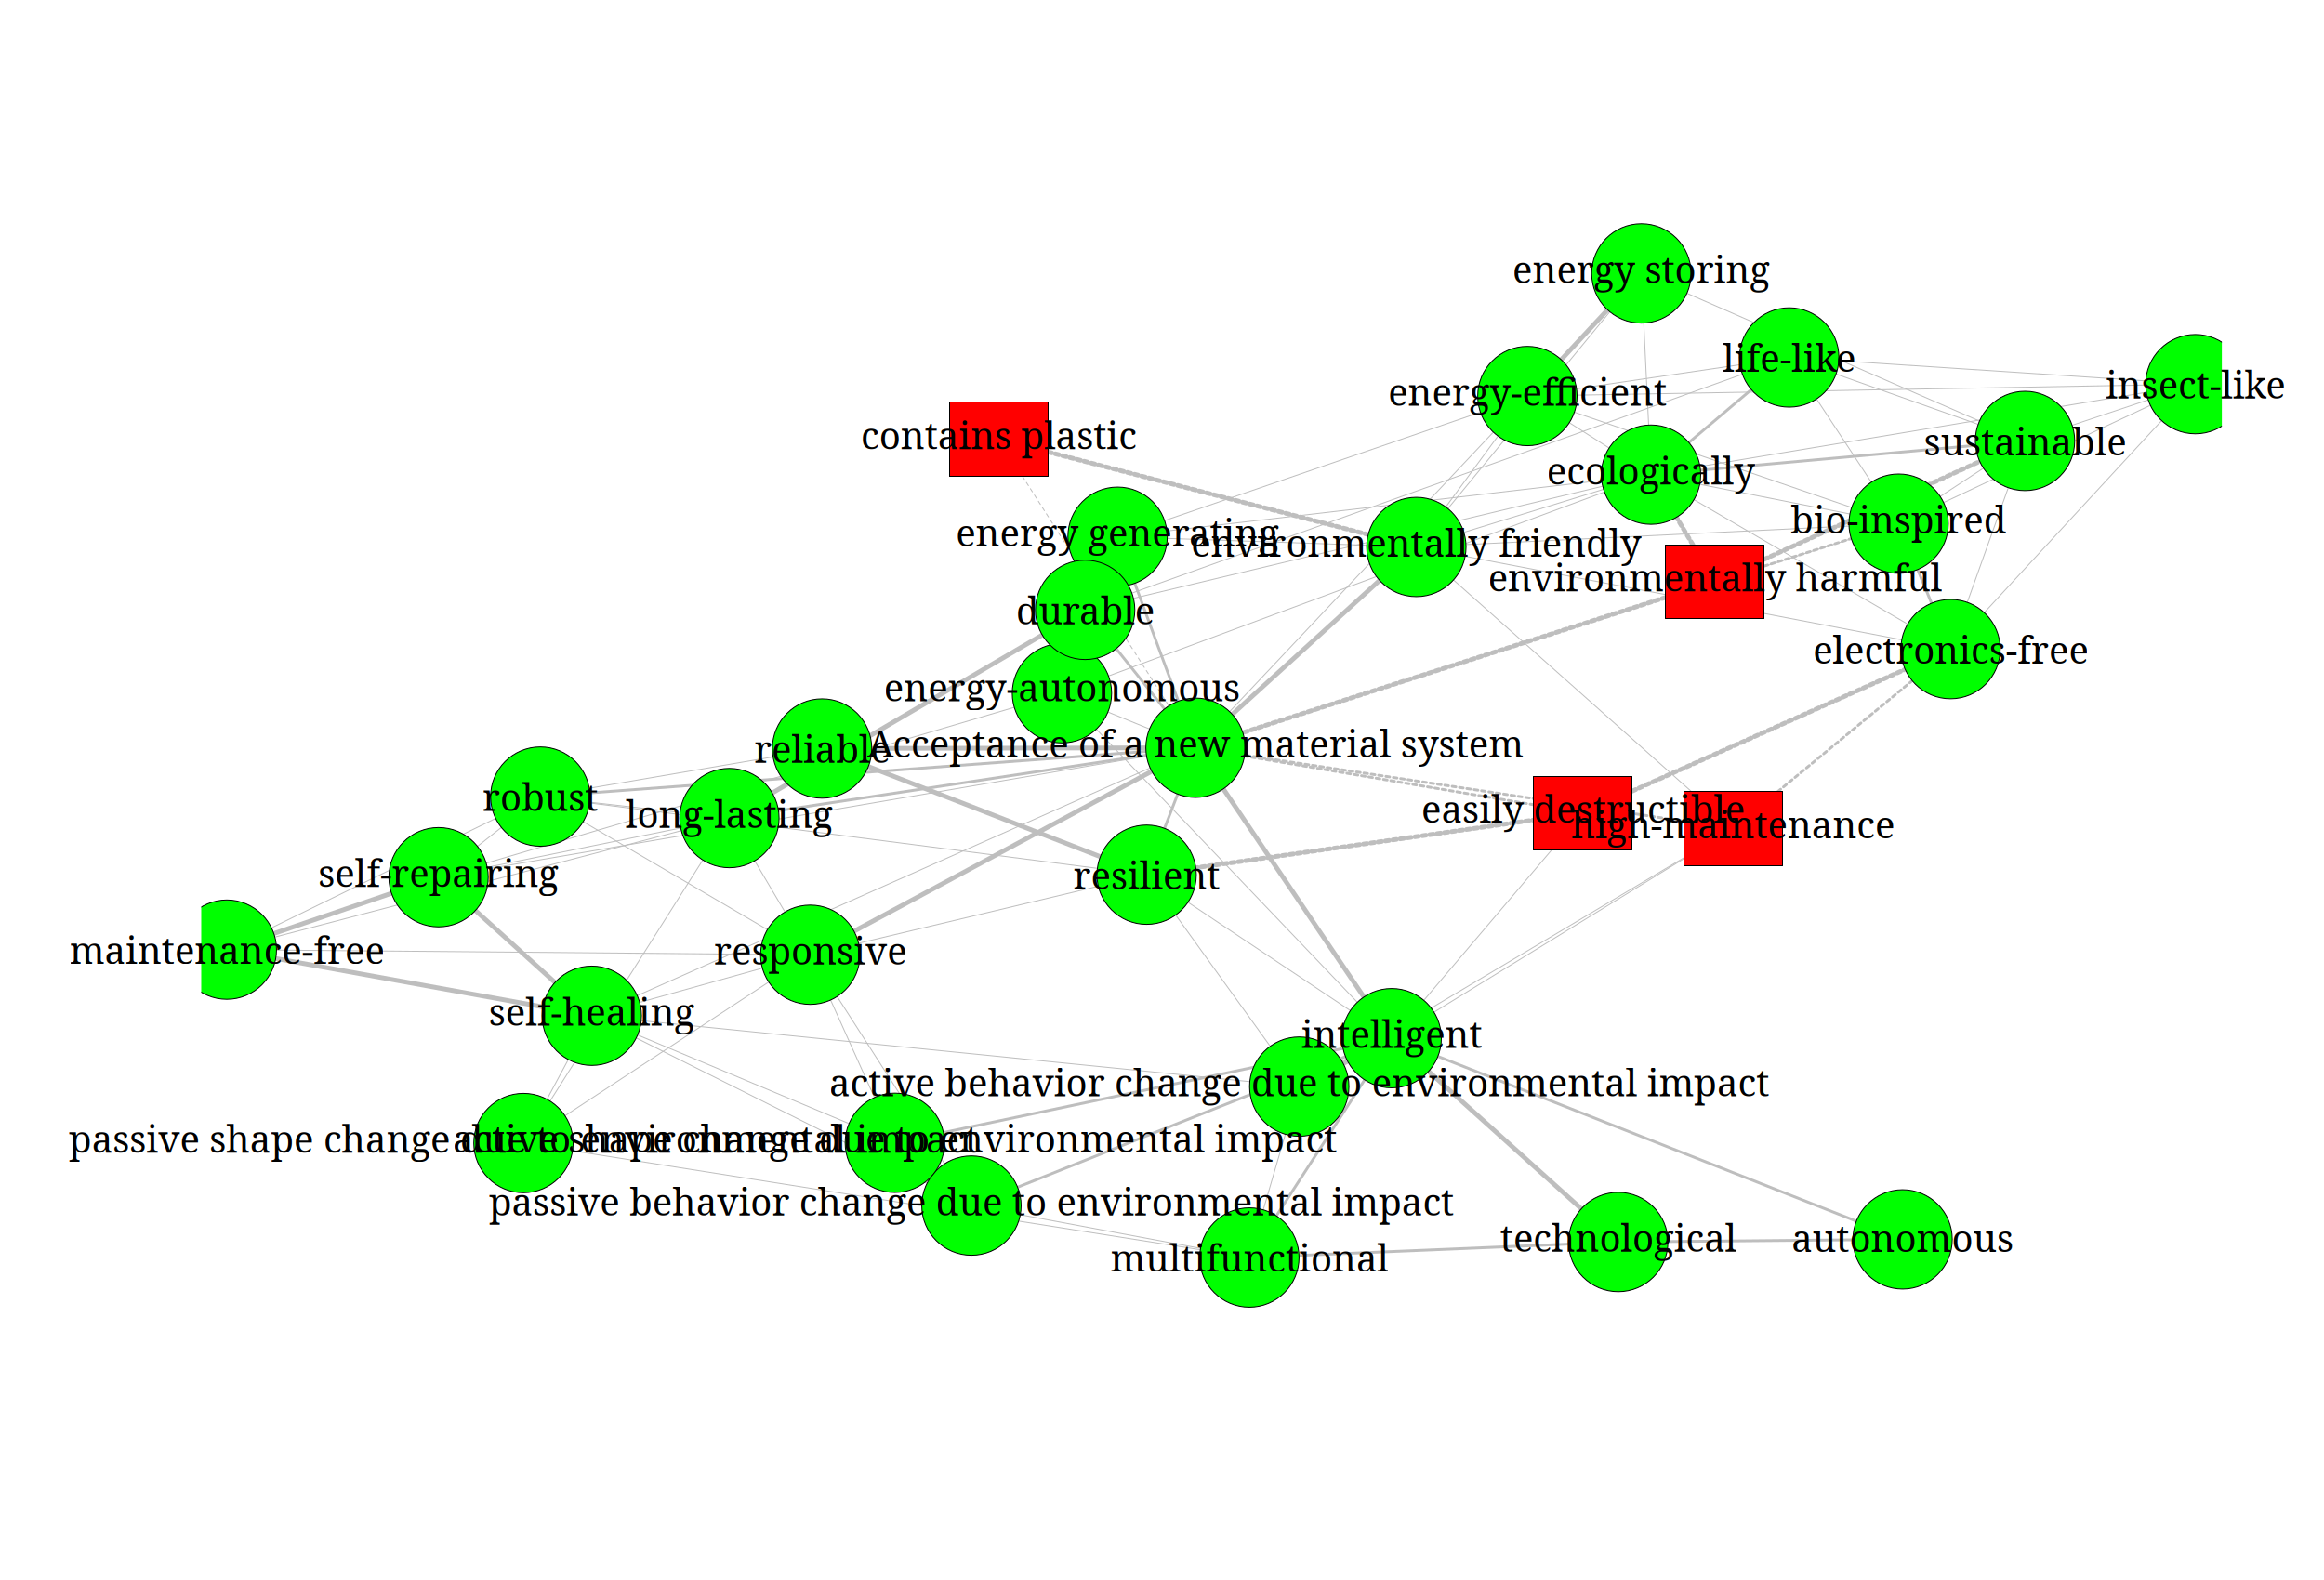 energy storing
life-like
insect-like
energy-efficient
contains plastic
sustainable
ecologically
bio-inspired
energy generating
environmentally friendly
environmentally harmful
durable
electronics-free
energy-autonomous
Acceptance of a new material system
reliable
robust
long-lasting
easily destructible
high-maintenance
self-repairing
resilient
maintenance-free
responsive
self-healing
intelligent
active behavior change due to environmental impact
passive shape change due to environmental impact
active shape change due to environmental impact
passive behavior change due to environmental impact
technological
autonomous
multifunctional